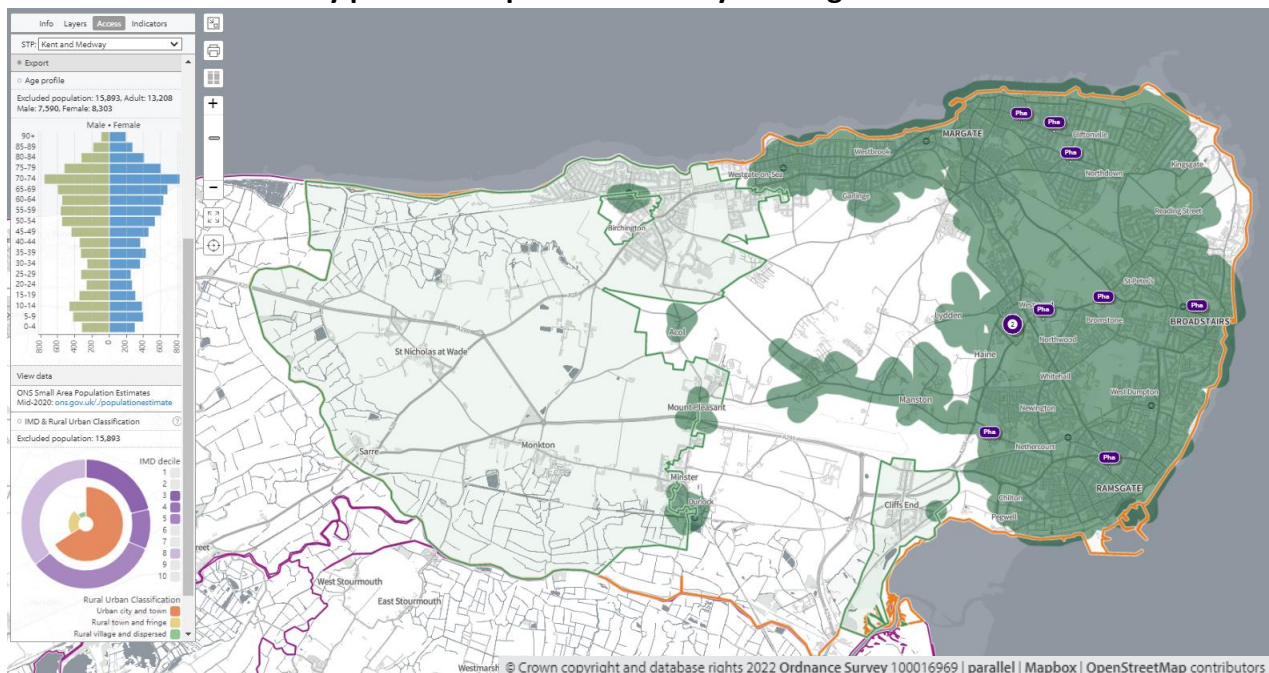 Info Layers Access Indicators
STP: Kent and Medway
Export
Age profile
Excluded population: 15,893, Adult: 13,208
Male: 7,590, Female: 8,303
Male • Female
90+
85-89
80-84
75-79
70-74
65-69
60-64
55-59
50-54
45-49
40-44
35-39
30-34
25-29
20-24
15-19
10-14
5-9
0-4
800 600 400 200 0 200 400 600 800
View data
ONS Small Area Population Estimates
Mid-2020: ons.gov.uk/./populationestimate
IMD & Rural Urban Classification ?
Excluded population: 15,893
IMD decile
1
2
3
4
5
6
7
8
9
10
Rural Urban Classification
Urban city and town
Rural town and fringe
Rural village and dispersed
+
−
Pha
Pha
MARGATE
Cliftonville
Westbrook
Pha
Kingsgate
Westgate-on-Sea
Northdown
Garlinge
Reading Street
Birchington
St Peter's
Pha
Pha
Pha
Lydden
Bromstone
BROADSTAIRS
2
Acol
Northwood
St Nicholas at Wade
Haine
Whitehall
West Dumpton
Manston
Mount Pleasant
Newington
Pha
Monkton
Nethercourt
Pha
Sarre
Minster
RAMSGATE
Durlock
Cliffs End
Chilton
Pegwell
West Stourmouth
East Stourmouth
Westmarsh
© Crown copyright and database rights 2022 Ordnance Survey 100016969 | parallel | Mapbox | OpenStreetMap contributors